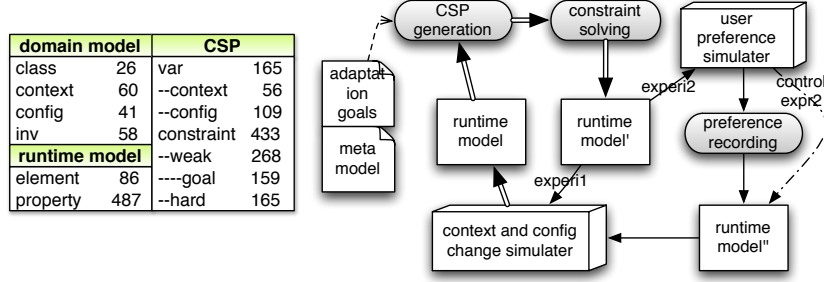 domain model CSP
class 26 var 165
context 60 --context 56
config 41 --config 109
inv 58 constraint 433
runtime model --weak 268
element 86 ----goal 159
property 487 --hard 165
CSP
generation
constraint
solving
user
preference
simulater
adaptat
ion
goals
meta
model
runtime
model
runtime
model'
experi2
control
expr2
preference
recording
experi1
context and config
change simulater
runtime
model"